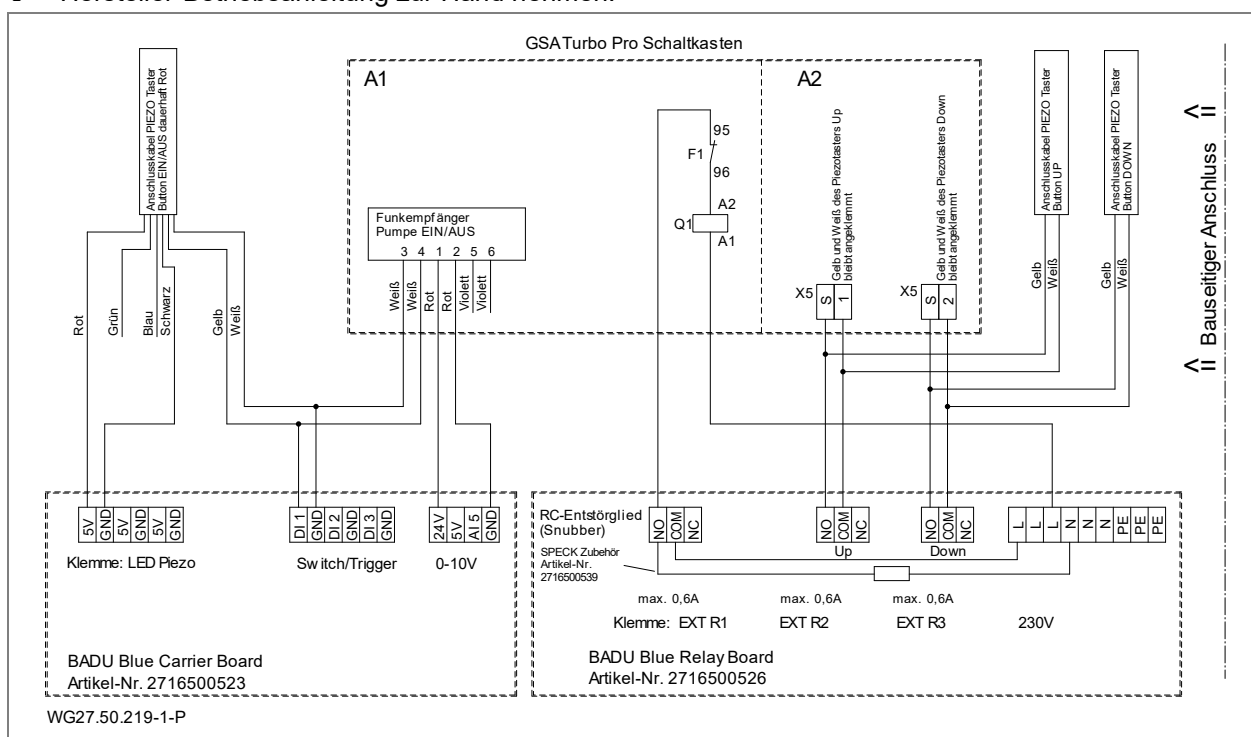 Hersteller-Betriebsanleitung zur Hand nehmen.
GSA Turbo Pro Schaltkasten
A1
A2
Anschlusskabel PIEZO Taster
Button EIN/AUS dauerhaft Rot
Rot
Grün
Blau
Schwarz
Gelb
Weiß
Funkempfänger
Pumpe EIN/AUS
3 4 1 2 5 6
Weiß
Weiß
Rot
Rot
Violett
Violett
95
F1
96
A2
Q1
A1
Gelb und Weiß des Piezotasters Up
bleibt angeklemmt
X5
S
1
Gelb und Weiß des Piezotasters Down
bleibt angeklemmt
X5
S
2
Anschlusskabel PIEZO Taster
Button UP
Gelb
Weiß
Anschlusskabel PIEZO Taster
Button DOWN
Gelb
Weiß
<=
Bauseitiger Anschluss
<=
5V
GND
5V
GND
5V
GND
Klemme: LED Piezo
DI 1
GND
DI 2
GND
DI 3
GND
Switch/Trigger
24V
5V
AI 5
GND
0-10V
BADU Blue Carrier Board
Artikel-Nr. 2716500523
RC-Entstörglied
(Snubber)
SPECK Zubehör
Artikel-Nr.
2716500539
NO
COM
NC
NO
COM
NC
Up
NO
COM
NC
Down
L
L
L
L
N
N
N
PE
PE
PE
max. 0,6A
max. 0,6A
max. 0,6A
Klemme: EXT R1
EXT R2
EXT R3
230V
BADU Blue Relay Board
Artikel-Nr. 2716500526
WG27.50.219-1-P